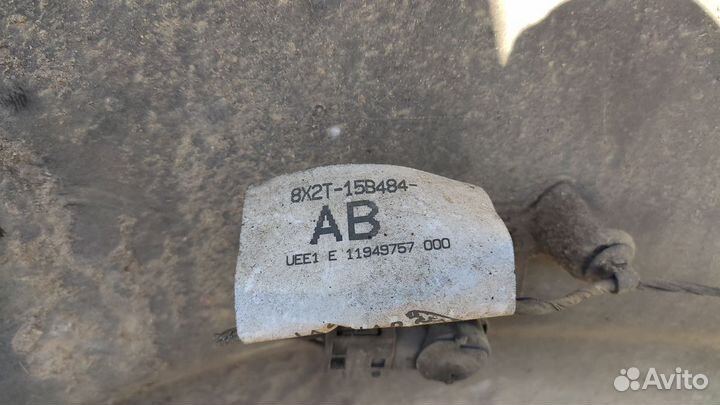 8X2T-15B484-
AB
UEE1 E 11949757 000
Avito